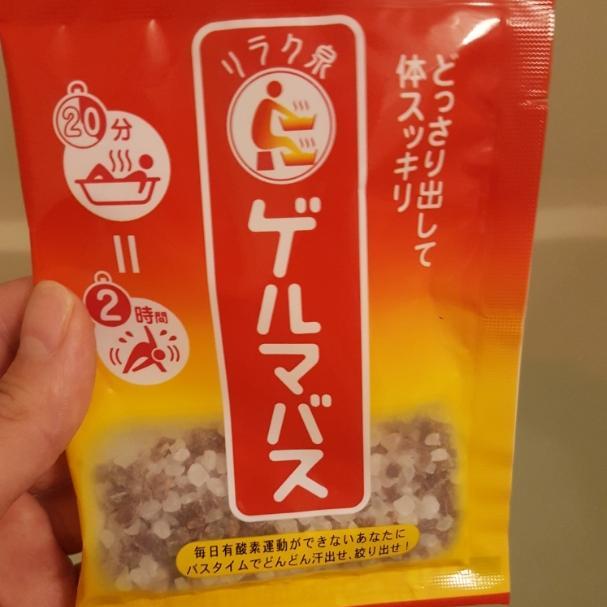 リラク泉
ゲルマバス
どっさり出して
体スッキリ
20分
2時間
毎日有酸素運動ができないあなたに
バスタイムでどんどん汗出せ、絞り出せ!